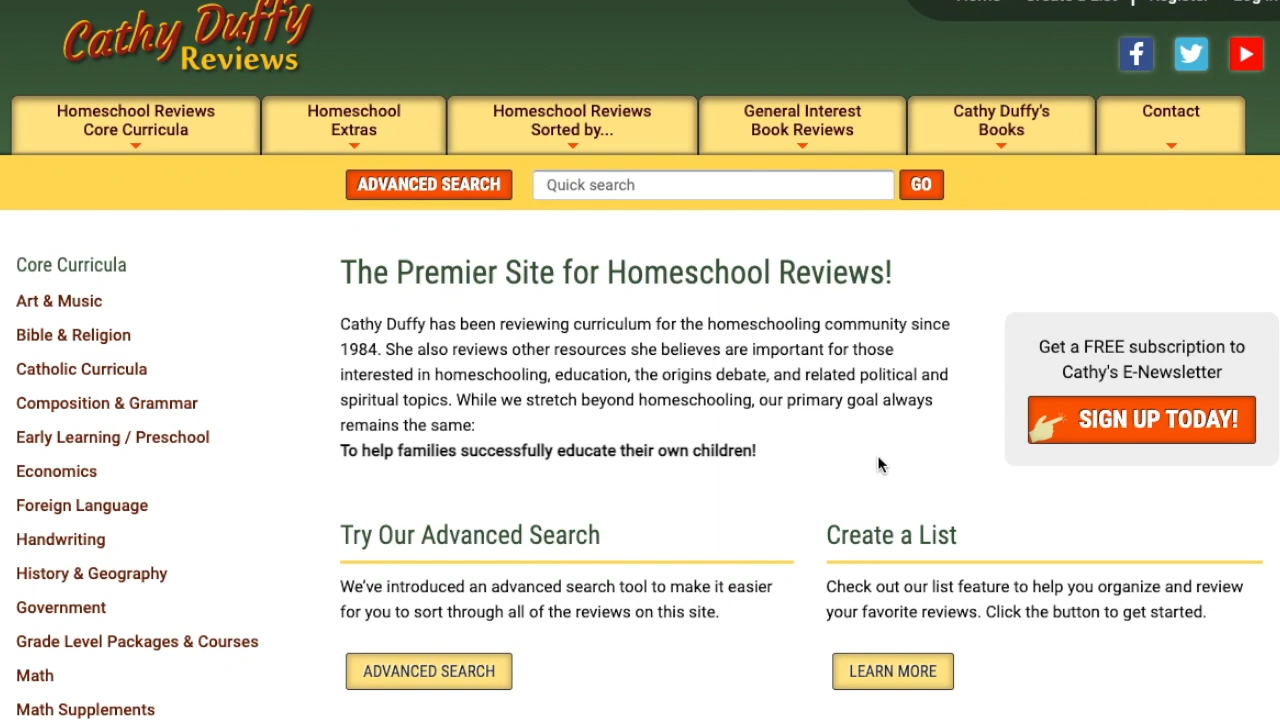 Cathy Duffy
Reviews
Home Create a List | Register Log in
Homeschool Reviews
Core Curricula
Homeschool
Extras
Homeschool Reviews
Sorted by...
General Interest
Book Reviews
Cathy Duffy's
Books
Contact
ADVANCED SEARCH
Quick search
GO
Core Curricula
Art & Music
Bible & Religion
Catholic Curricula
Composition & Grammar
Early Learning / Preschool
Economics
Foreign Language
Handwriting
History & Geography
Government
Grade Level Packages & Courses
Math
Math Supplements
The Premier Site for Homeschool Reviews!
Cathy Duffy has been reviewing curriculum for the homeschooling community since
1984. She also reviews other resources she believes are important for those
interested in homeschooling, education, the origins debate, and related political and
spiritual topics. While we stretch beyond homeschooling, our primary goal always
remains the same:
To help families successfully educate their own children!
Get a FREE subscription to
Cathy's E-Newsletter
SIGN UP TODAY!
Try Our Advanced Search
We've introduced an advanced search tool to make it easier
for you to sort through all of the reviews on this site.
ADVANCED SEARCH
Create a List
Check out our list feature to help you organize and review
your favorite reviews. Click the button to get started.
LEARN MORE